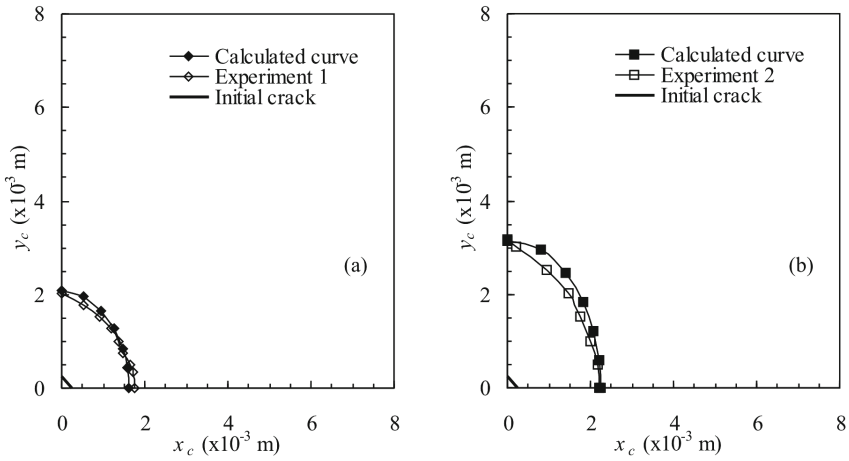 8
Calculated curve
Experiment 1
Initial crack
6
y c (x10-3 m)
4
(a)
2
0
0 2 4 6 8
x c (x10-3 m)
8
Calculated curve
Experiment 2
Initial crack
6
y c (x10-3 m)
4
(b)
2
0
0 2 4 6 8
x c (x10-3 m)